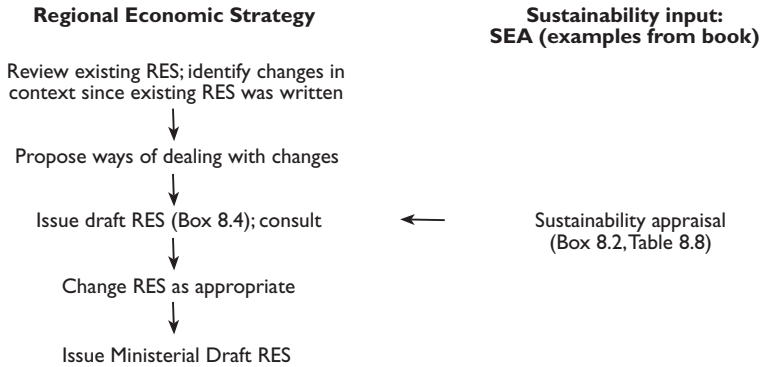 Regional Economic Strategy
Sustainability input:
SEA (examples from book)
Review existing RES; identify changes in
context since existing RES was written
Propose ways of dealing with changes
Issue draft RES (Box 8.4); consult
Sustainability appraisal
(Box 8.2, Table 8.8)
Change RES as appropriate
Issue Ministerial Draft RES